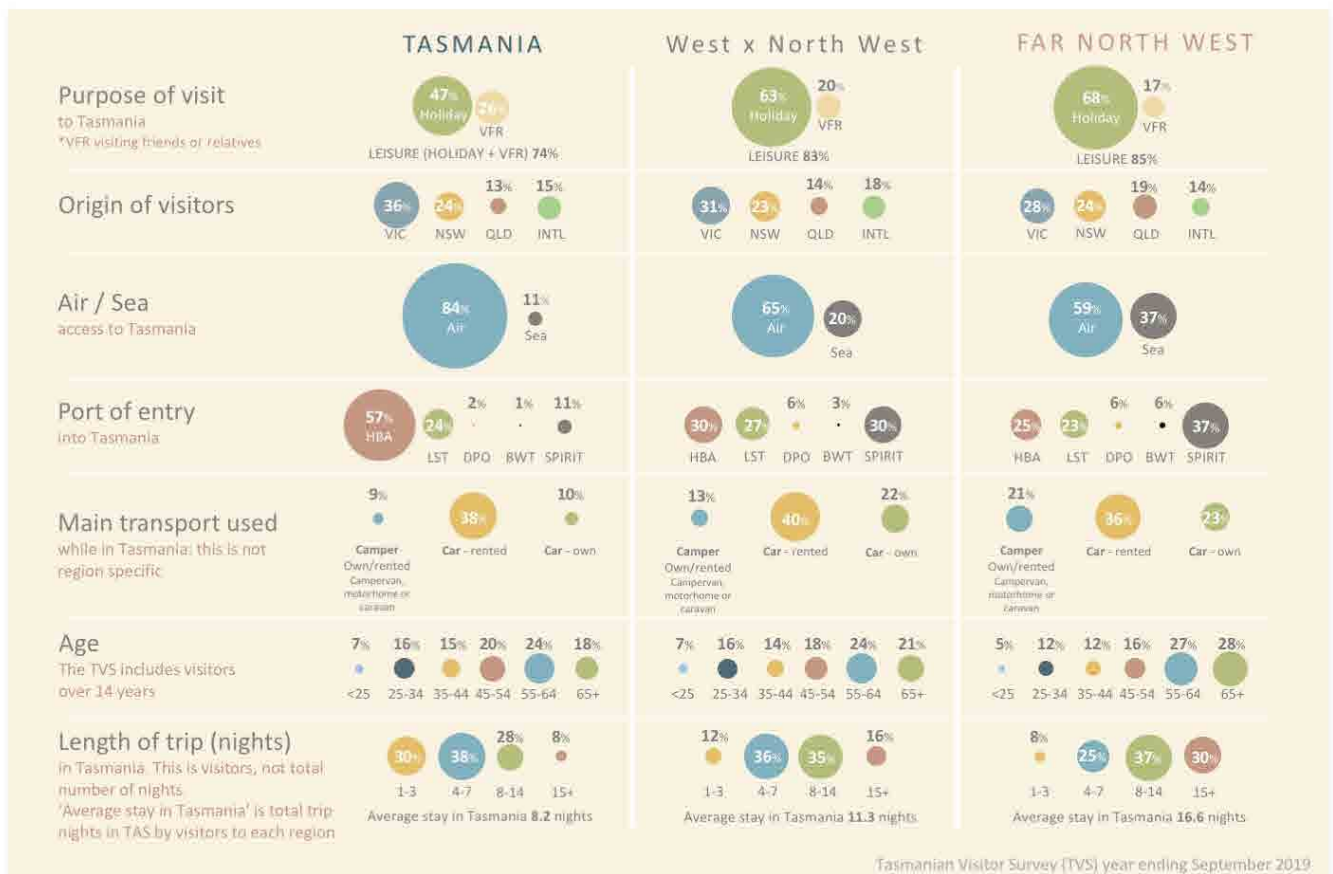 TASMANIA
West x North West
FAR NORTH WEST
Purpose of visit
to Tasmania
*VFR visiting friends or relatives
47%
Holiday
26%
VFR
LEISURE (HOLIDAY + VFR) 74%
63%
Holiday
20%
VFR
LEISURE 83%
68%
Holiday
17%
VFR
LEISURE 85%
Origin of visitors
36%
24%
13%
15%
VIC
NSW
QLD
INTL
31%
23%
14%
18%
VIC
NSW
QLD
INTL
28%
24%
19%
14%
VIC
NSW
QLD
INTL
Air / Sea
access to Tasmania
84%
Air
11%
Sea
65%
Air
20%
Sea
59%
Air
37%
Sea
Port of entry
into Tasmania
57%
HBA
24%
2%
1%
11%
LST
DPO
BWT
SPIRIT
30%
27%
6%
3%
30%
HBA
LST
DPO
BWT
SPIRIT
25%
23%
6%
6%
37%
HBA
LST
DPO
BWT
SPIRIT
Main transport used
while in Tasmania: this is not
region specific
9%
38%
10%
Camper
Own/rented
Campervan,
motorhome or
caravan
Car - rented
Car - own
13%
40%
22%
Camper
Own/rented
Campervan,
motorhome or
caravan
Car - rented
Car - own
21%
36%
23%
Camper
Own/rented
Campervan,
motorhome or
caravan
Car - rented
Car - own
Age
The TVS includes visitors
over 14 years
7%
16%
15%
20%
24%
18%
<25
25-34
35-44
45-54
55-64
65+
7%
16%
14%
18%
24%
21%
<25
25-34
35-44
45-54
55-64
65+
5%
12%
12%
16%
27%
28%
<25
25-34
35-44
45-54
55-64
65+
Length of trip (nights)
in Tasmania. This is visitors, not total
number of nights.
'Average stay in Tasmania' is total trip
nights in TAS by visitors to each region
30%
38%
28%
8%
1-3
4-7
8-14
15+
Average stay in Tasmania 8.2 nights
12%
36%
35%
16%
1-3
4-7
8-14
15+
Average stay in Tasmania 11.3 nights
8%
25%
37%
30%
1-3
4-7
8-14
15+
Average stay in Tasmania 16.6 nights
Tasmanian Visitor Survey (TVS) year ending September 2019